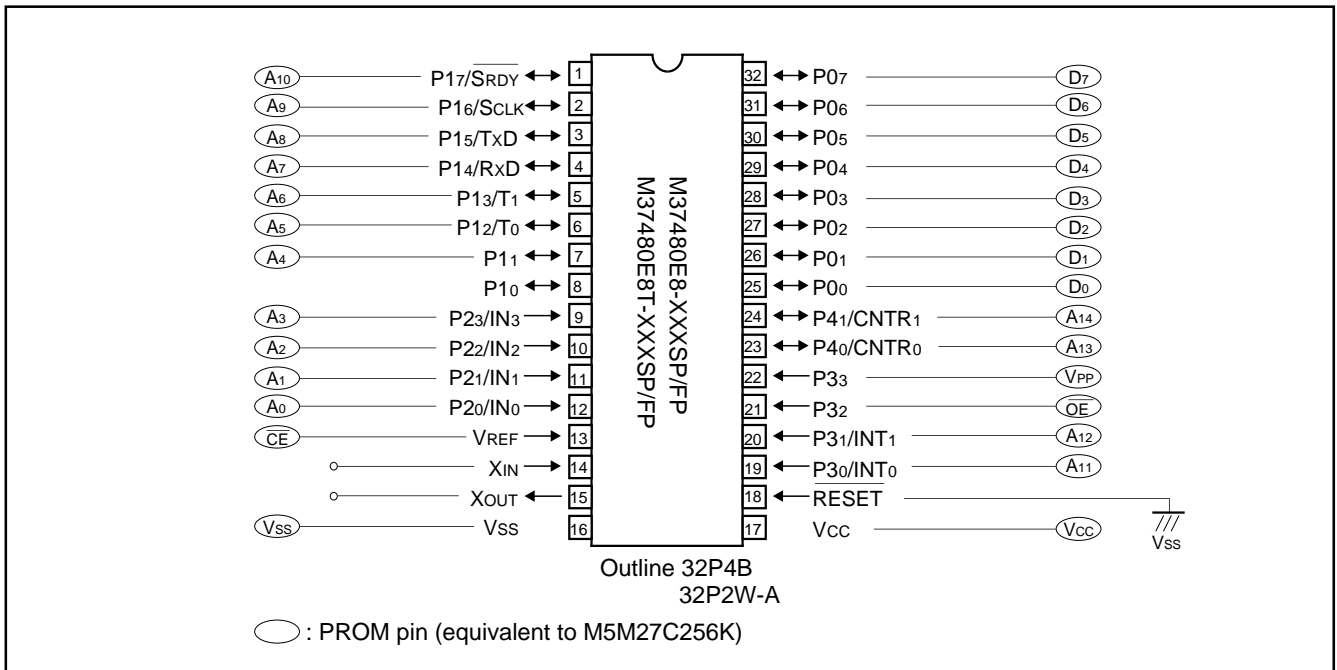 A10 P17/SRDY 1 32 P07 D7
A9 P16/SCLK 2 31 P06 D6
A8 P15/TXD 3 30 P05 D5
A7 P14/RXD 4 29 P04 D4
A6 P13/T1 5 28 P03 D3
A5 P12/T0 6 27 P02 D2
A4 P11 7 26 P01 D1
P10 8 25 P00 D0
A3 P23/IN3 9 24 P41/CNTR1 A14
A2 P22/IN2 10 23 P40/CNTR0 A13
A1 P21/IN1 11 22 P33 VPP
A0 P20/IN0 12 21 P32 OE
CE VREF 13 20 P31/INT1 A12
XIN 14 19 P30/INT0 A11
XOUT 15 18 RESET
VSS VSS 16 17 VCC VCC
VSS
M37480E8-XXXSP/FP
M37480E8T-XXXSP/FP
Outline 32P4B
32P2W-A
: PROM pin (equivalent to M5M27C256K)